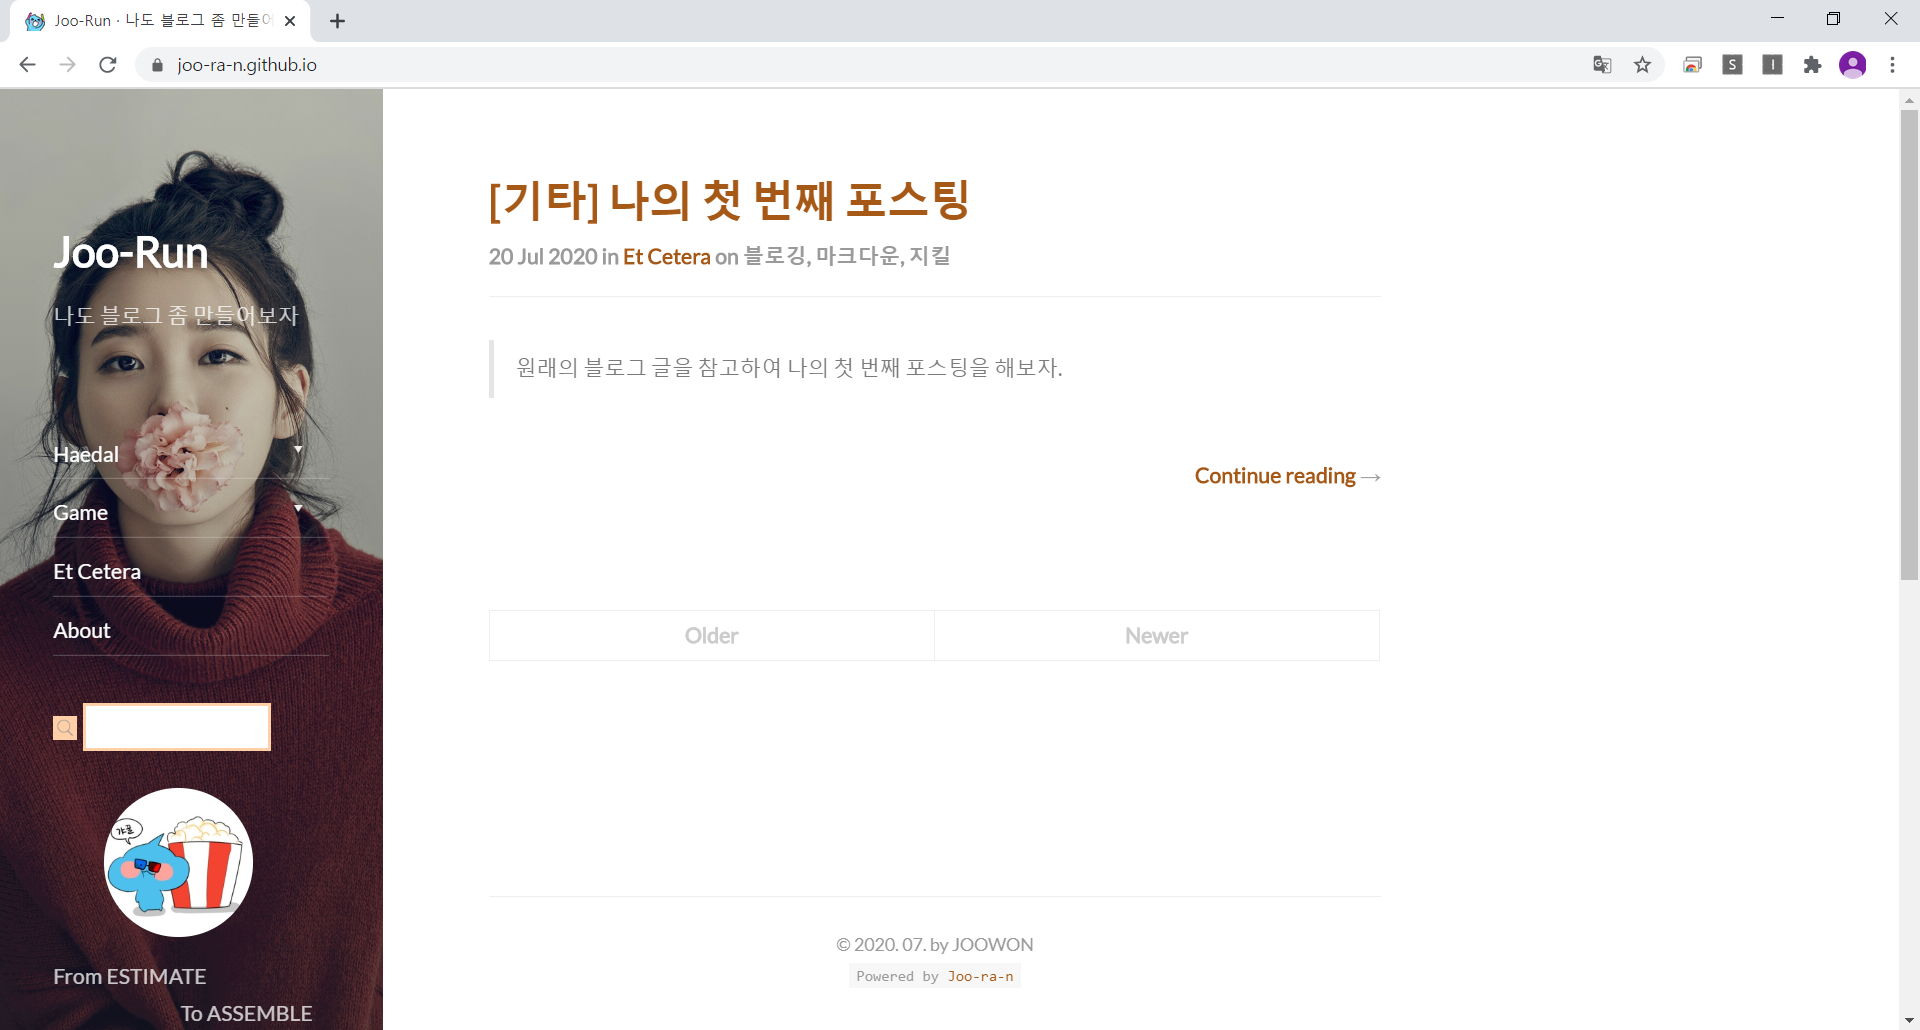 Joo-Run · 나도 블로그 좀 만들어
joo-ra-n.github.io
S
I
Joo-Run
나도 블로그 좀 만들어보자
Haedal
Game
Et Cetera
About
갸꿀
From ESTIMATE
To ASSEMBLE
[기타] 나의 첫 번째 포스팅
20 Jul 2020 in Et Cetera on 블로깅, 마크다운, 지킬
원래의 블로그 글을 참고하여 나의 첫 번째 포스팅을 해보자.
Continue reading →
Older
Newer
© 2020. 07. by JOOWON
Powered by Joo-ra-n